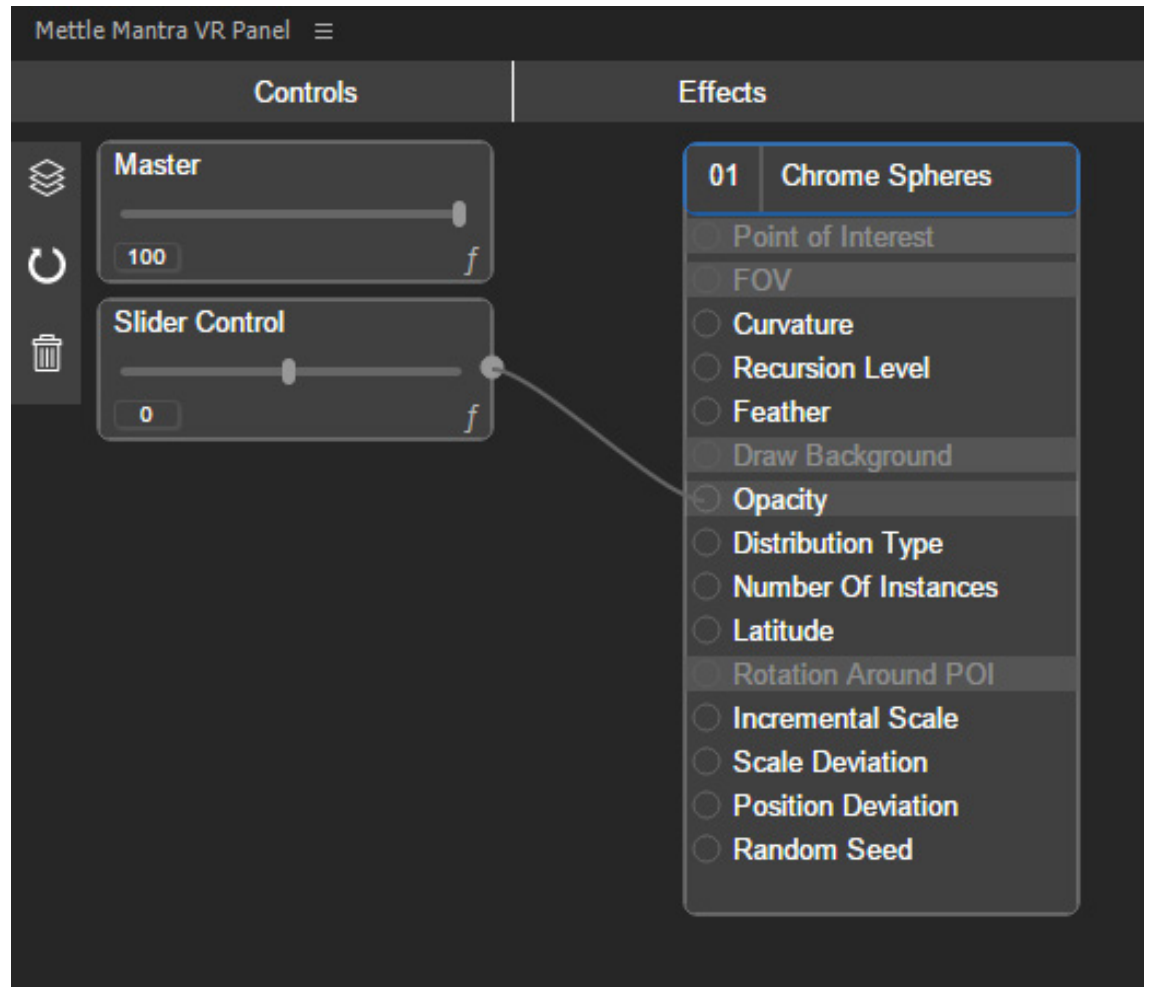 Mettle Mantra VR Panel
Controls
Effects
Master
100
f
Slider Control
0
f
01 Chrome Spheres
Point of Interest
FOV
Curvature
Recursion Level
Feather
Draw Background
Opacity
Distribution Type
Number Of Instances
Latitude
Rotation Around POI
Incremental Scale
Scale Deviation
Position Deviation
Random Seed